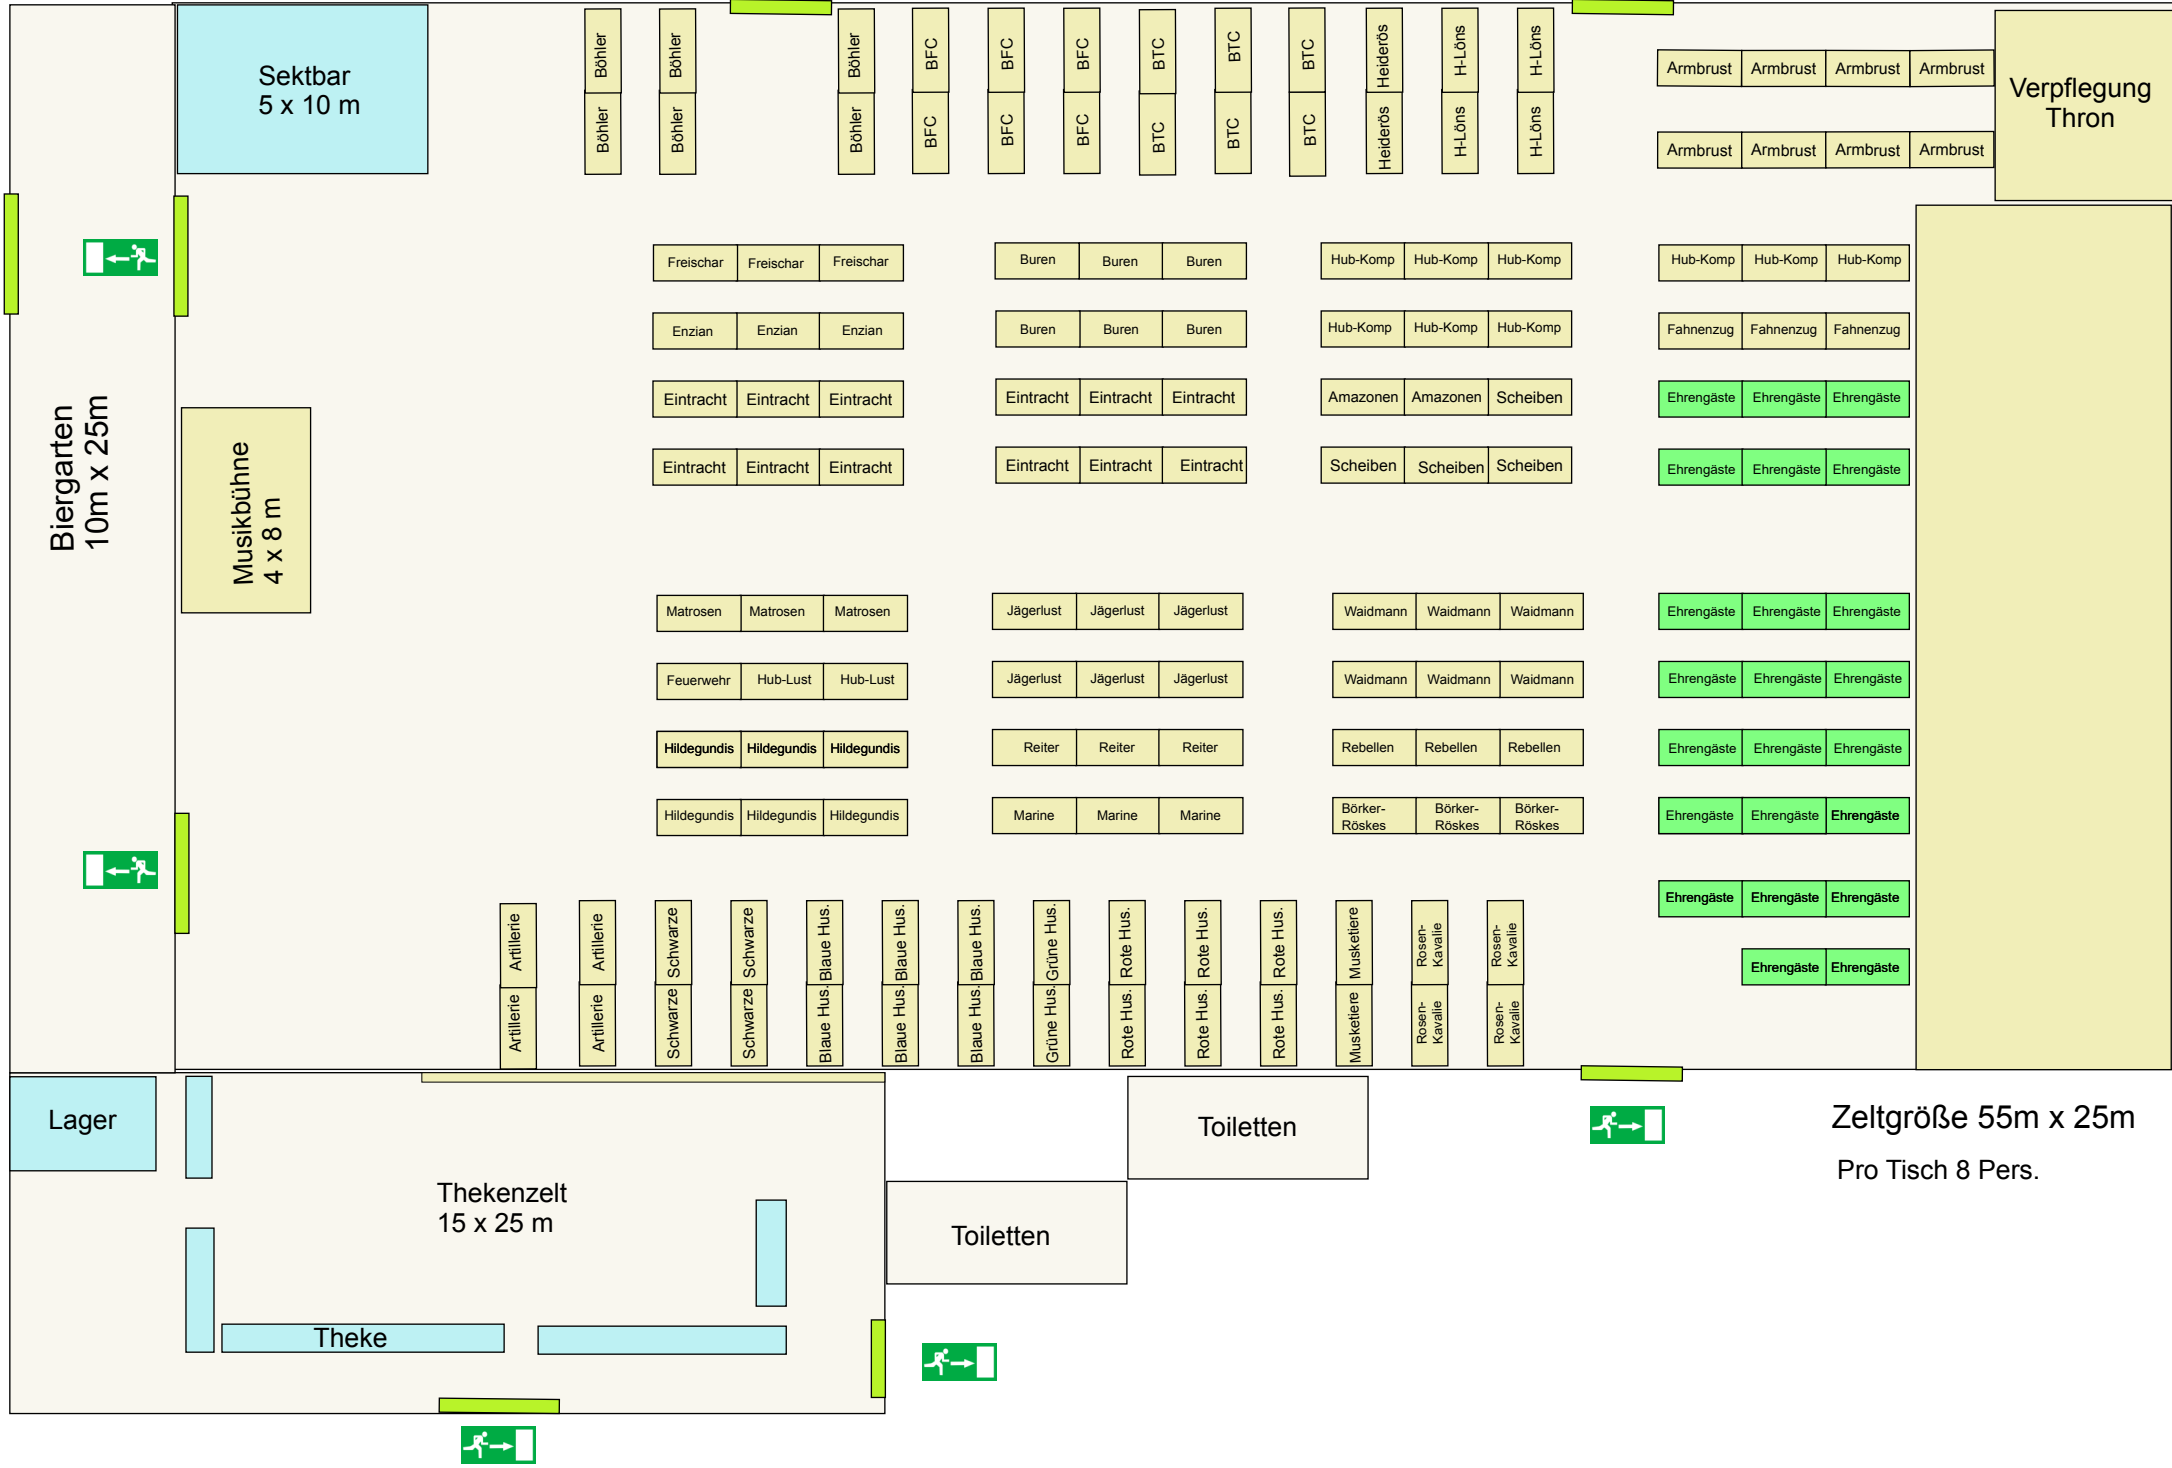 Sektbar
5 x 10 m
Böhler Böhler Böhler BFC BFC BFC BTC BTC BTC Heiderös H-Löns H-Löns
Böhler Böhler Böhler BFC BFC BFC BTC BTC BTC Heiderös H-Löns H-Löns
Armbrust Armbrust Armbrust Armbrust
Armbrust Armbrust Armbrust Armbrust
Verpflegung
Thron
Freischar Freischar Freischar Buren Buren Buren Hub-Komp Hub-Komp Hub-Komp Hub-Komp Hub-Komp Hub-Komp
Enzian Enzian Enzian Buren Buren Buren Hub-Komp Hub-Komp Hub-Komp Fahnenzug Fahnenzug Fahnenzug
Eintracht Eintracht Eintracht Eintracht Eintracht Eintracht Amazonen Amazonen Scheiben Ehrengäste Ehrengäste Ehrengäste
Eintracht Eintracht Eintracht Eintracht Eintracht Eintracht Scheiben Scheiben Scheiben Ehrengäste Ehrengäste Ehrengäste
Biergarten
10m x 25m
Musikbühne
4 x 8 m
Matrosen Matrosen Matrosen Jägerlust Jägerlust Jägerlust Waidmann Waidmann Waidmann Ehrengäste Ehrengäste Ehrengäste
Feuerwehr Hub-Lust Hub-Lust Jägerlust Jägerlust Jägerlust Waidmann Waidmann Waidmann Ehrengäste Ehrengäste Ehrengäste
Hildegundis Hildegundis Hildegundis Reiter Reiter Reiter Rebellen Rebellen Rebellen Ehrengäste Ehrengäste Ehrengäste
Hildegundis Hildegundis Hildegundis Marine Marine Marine Börker-Röskes Börker-Röskes Börker-Röskes Ehrengäste Ehrengäste Ehrengäste
Ehrengäste Ehrengäste Ehrengäste
Ehrengäste Ehrengäste
Artillerie Artillerie Schwarze Schwarze Blaue Hus. Blaue Hus. Blaue Hus. Grüne Hus. Rote Hus. Rote Hus. Rote Hus. Musketiere Rosen-Kavalie Rosen-Kavalie
Artillerie Artillerie Schwarze Schwarze Blaue Hus. Blaue Hus. Blaue Hus. Grüne Hus. Rote Hus. Rote Hus. Rote Hus. Musketiere Rosen-Kavalie Rosen-Kavalie
Lager
Thekenzelt
15 x 25 m
Theke
Toiletten
Toiletten
Zeltgröße 55m x 25m
Pro Tisch 8 Pers.